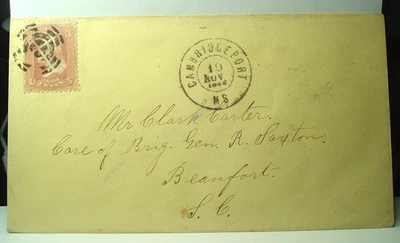 CAMBRIDGEPORT
19
NOV
MS
Mr Clark Carter.
Care of Brig. Gen. R. Saxton.
Beaufort.
S. C.